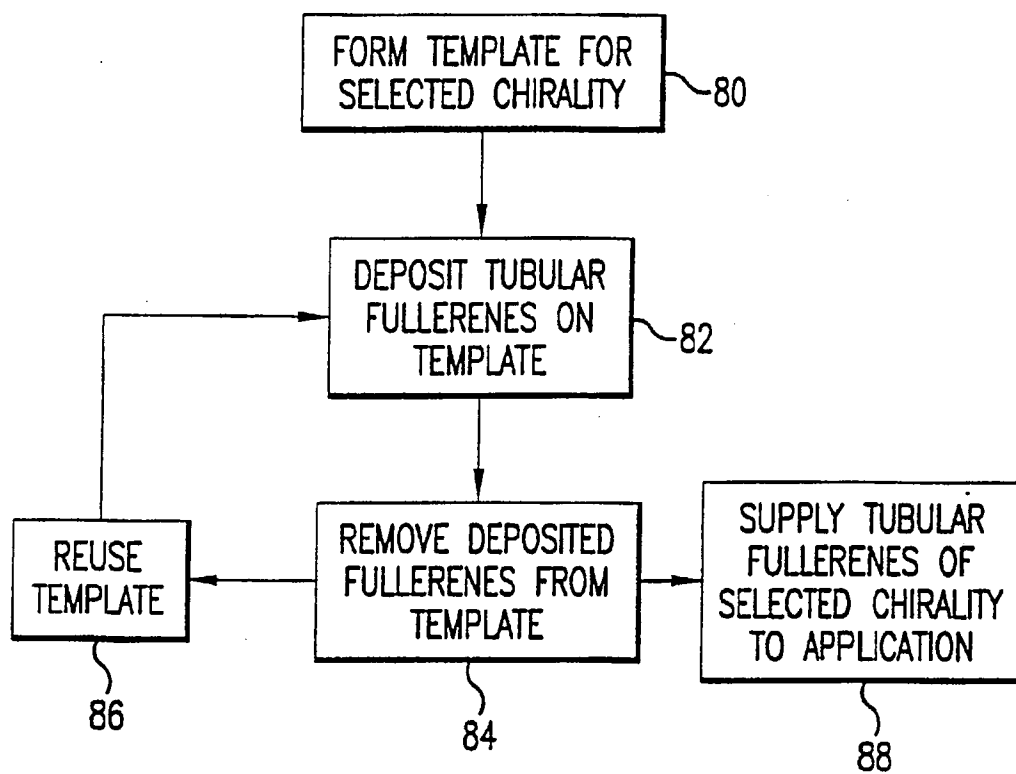 FORM TEMPLATE FOR
SELECTED CHIRALITY
80
DEPOSIT TUBULAR
FULLERENES ON
TEMPLATE
82
REMOVE DEPOSITED
FULLERENES FROM
TEMPLATE
84
REUSE
TEMPLATE
86
SUPPLY TUBULAR
FULLERENES OF
SELECTED CHIRALITY
TO APPLICATION
88